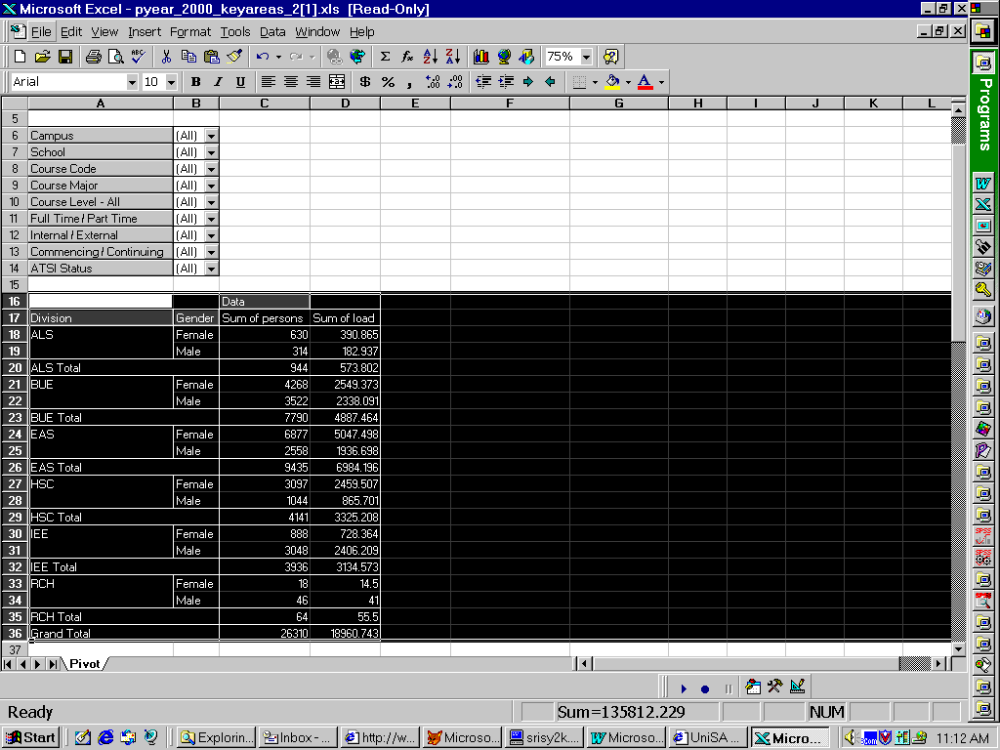 Microsoft Excel - pyear_2000_keyareas_2[1].xls [Read-Only]
File Edit View Insert Format Tools Data Window Help
75%
Arial 10 B I U $ % ,
A B C D E F G H I J K L
5
6 Campus (All)
7 School (All)
8 Course Code (All)
9 Course Major (All)
10 Course Level - All (All)
11 Full Time / Part Time (All)
12 Internal / External (All)
13 Commencing / Continuing (All)
14 ATSI Status (All)
15
16 Data
17 Division Gender Sum of persons Sum of load
18 ALS Female 630 390.865
19 Male 314 182.937
20 ALS Total 944 573.802
21 BUE Female 4268 2549.373
22 Male 3522 2338.091
23 BUE Total 7790 4887.464
24 EAS Female 6877 5047.498
25 Male 2558 1936.698
26 EAS Total 9435 6984.196
27 HSC Female 3097 2459.507
28 Male 1044 865.701
29 HSC Total 4141 3325.208
30 IEE Female 888 728.364
31 Male 3048 2406.209
32 IEE Total 3936 3134.573
33 RCH Female 18 14.5
34 Male 46 41
35 RCH Total 64 55.5
36 Grand Total 26310 18960.743
37
Pivot
Programs
Ready Sum=135812.229 NUM
Start Explorin... Inbox - ... http://w... Microso... srisy2k.... Microso... UniSA ... Micro... 11:12 AM